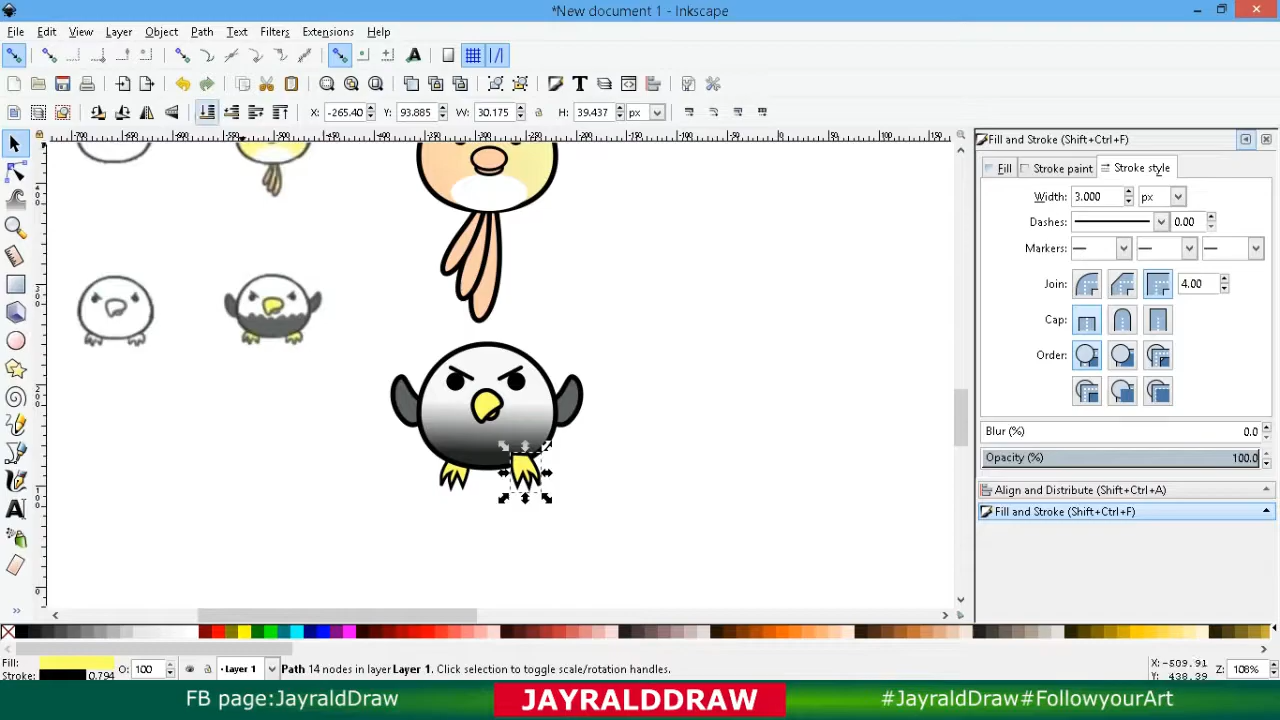 *New document 1 - Inkscape
File Edit View Layer Object Path Text Filters Extensions Help
X: -265.40 Y: 93.885 W: 30.175 H: 39.437 px
Fill and Stroke (Shift+Ctrl+F)
Fill Stroke paint Stroke style
Width: 3.000 px
Dashes: 0.00
Markers:
Join: 4.00
Cap:
Order:
Blur (%) 0.0
Opacity (%) 100.0
Align and Distribute (Shift+Ctrl+A)
Fill and Stroke (Shift+Ctrl+F)
Fill: O: 100 Layer 1 Path 14 nodes in layer Layer 1. Click selection to toggle scale/rotation handles. X: -509.91 Z: 108%
Stroke: 0.794 Y: 438.39
FB page:JayraldDraw JAYRALDDRAW #JayraldDraw#FollowyourArt